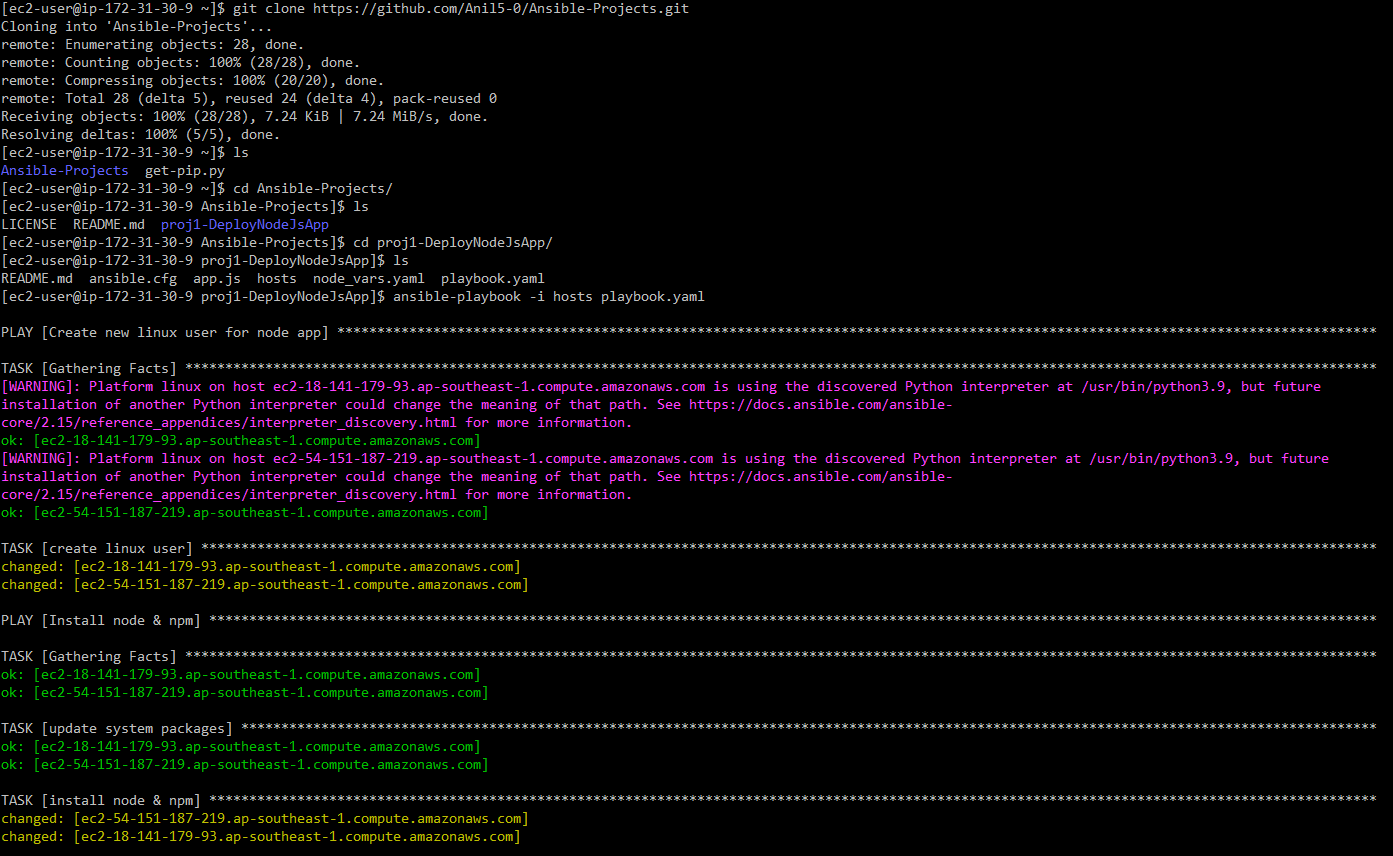 [ec2-user@ip-172-31-30-9 ~]$ git clone https://github.com/Anil5-0/Ansible-Projects.git
Cloning into 'Ansible-Projects'...
remote: Enumerating objects: 28, done.
remote: Counting objects: 100% (28/28), done.
remote: Compressing objects: 100% (20/20), done.
remote: Total 28 (delta 5), reused 24 (delta 4), pack-reused 0
Receiving objects: 100% (28/28), 7.24 KiB | 7.24 MiB/s, done.
Resolving deltas: 100% (5/5), done.
[ec2-user@ip-172-31-30-9 ~]$ ls
Ansible-Projects  get-pip.py
[ec2-user@ip-172-31-30-9 ~]$ cd Ansible-Projects/
[ec2-user@ip-172-31-30-9 Ansible-Projects]$ ls
LICENSE  README.md  proj1-DeployNodeJsApp
[ec2-user@ip-172-31-30-9 Ansible-Projects]$ cd proj1-DeployNodeJsApp/
[ec2-user@ip-172-31-30-9 proj1-DeployNodeJsApp]$ ls
README.md  ansible.cfg  app.js  hosts  node_vars.yaml  playbook.yaml
[ec2-user@ip-172-31-30-9 proj1-DeployNodeJsApp]$ ansible-playbook -i hosts playbook.yaml
PLAY [Create new linux user for node app] **********************************************************************************************************************************
TASK [Gathering Facts] *****************************************************************************************************************************************************
[WARNING]: Platform linux on host ec2-18-141-179-93.ap-southeast-1.compute.amazonaws.com is using the discovered Python interpreter at /usr/bin/python3.9, but future
installation of another Python interpreter could change the meaning of that path. See https://docs.ansible.com/ansible-
core/2.15/reference_appendices/interpreter_discovery.html for more information.
ok: [ec2-18-141-179-93.ap-southeast-1.compute.amazonaws.com]
[WARNING]: Platform linux on host ec2-54-151-187-219.ap-southeast-1.compute.amazonaws.com is using the discovered Python interpreter at /usr/bin/python3.9, but future
installation of another Python interpreter could change the meaning of that path. See https://docs.ansible.com/ansible-
core/2.15/reference_appendices/interpreter_discovery.html for more information.
ok: [ec2-54-151-187-219.ap-southeast-1.compute.amazonaws.com]
TASK [create linux user] ***************************************************************************************************************************************************
changed: [ec2-18-141-179-93.ap-southeast-1.compute.amazonaws.com]
changed: [ec2-54-151-187-219.ap-southeast-1.compute.amazonaws.com]
PLAY [Install node & npm] **************************************************************************************************************************************************
TASK [Gathering Facts] *****************************************************************************************************************************************************
ok: [ec2-18-141-179-93.ap-southeast-1.compute.amazonaws.com]
ok: [ec2-54-151-187-219.ap-southeast-1.compute.amazonaws.com]
TASK [update system packages] **********************************************************************************************************************************************
ok: [ec2-18-141-179-93.ap-southeast-1.compute.amazonaws.com]
ok: [ec2-54-151-187-219.ap-southeast-1.compute.amazonaws.com]
TASK [install node & npm] **************************************************************************************************************************************************
changed: [ec2-54-151-187-219.ap-southeast-1.compute.amazonaws.com]
changed: [ec2-18-141-179-93.ap-southeast-1.compute.amazonaws.com]